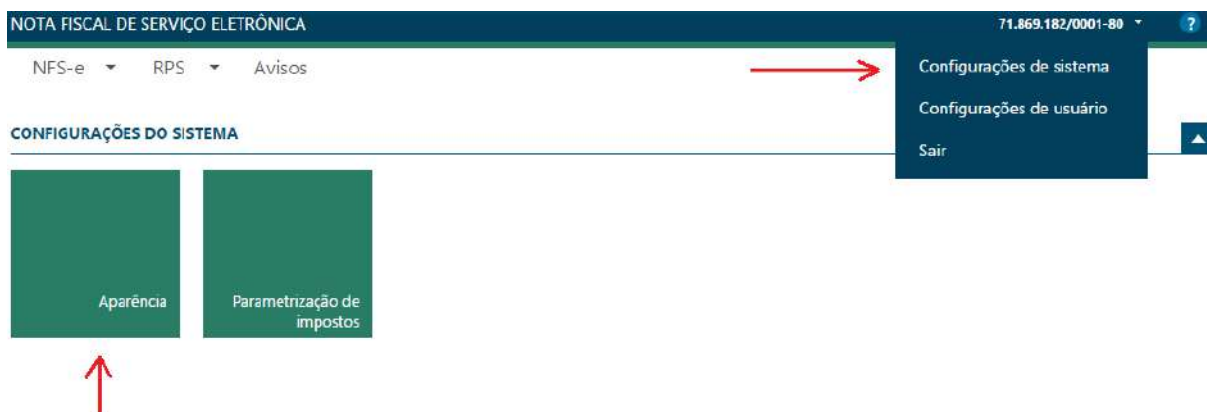 NOTA FISCAL DE SERVIÇO ELETRÔNICA
71.869.182/0001-80
?
NFS-e
RPS
Avisos
Configurações de sistema
Configurações de usuário
Sair
CONFIGURAÇÕES DO SISTEMA
Aparência
Parametrização de
impostos